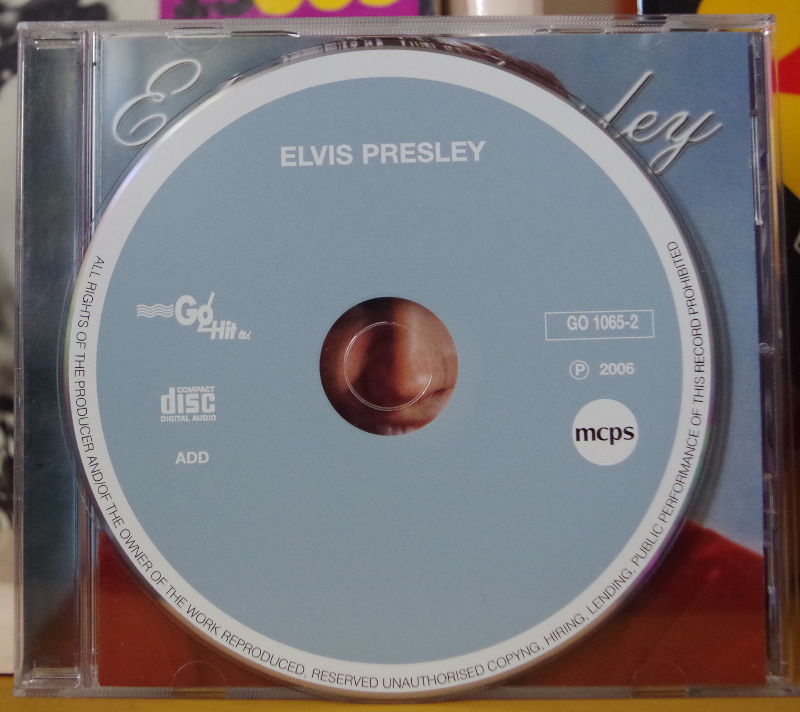 E
ley
ELVIS PRESLEY
Go!
Hit Ltd.
GO 1065-2
P 2006
COMPACT
disc
DIGITAL AUDIO
mcps
ADD
ALL RIGHTS OF THE PRODUCER AND/OF THE OWNER OF THE WORK REPRODUCED, RESERVED UNAUTHORISED COPYNG, HIRING, LENDING, PUBLIC PERFORMANCE OF THIS RECORD PROHIBITED